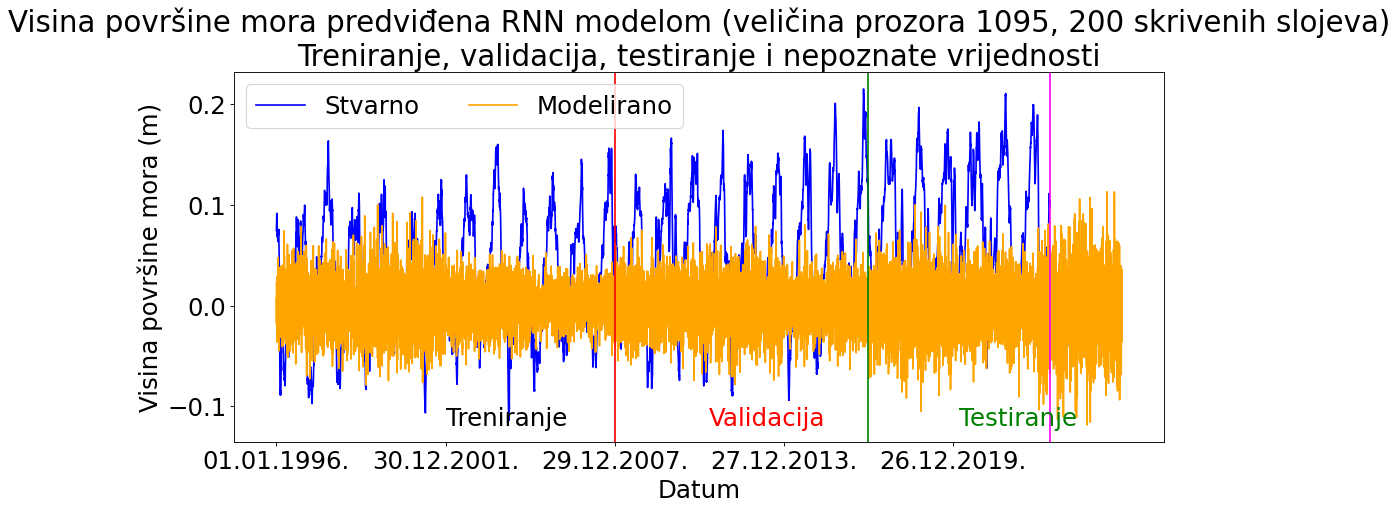 Visina površine mora predviđena RNN modelom (veličina prozora 1095, 200 skrivenih slojeva)
Treniranje, validacija, testiranje i nepoznate vrijednosti
Stvarno
Modelirano
Visina površine mora (m)
0.2
0.1
0.0
−0.1
Treniranje
Validacija
Testiranje
01.01.1996.
30.12.2001.
29.12.2007.
27.12.2013.
26.12.2019.
Datum